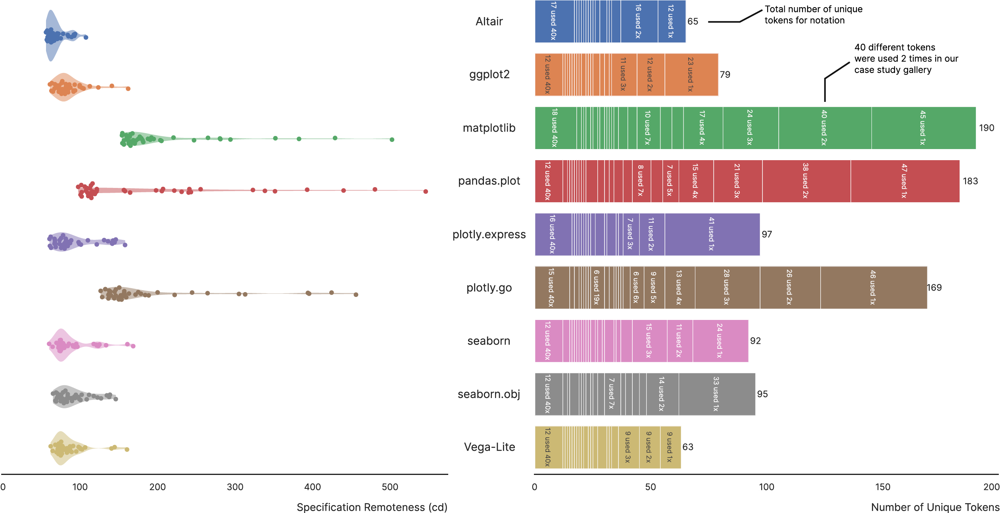 Altair
17 used 40x
16 used 2x
12 used 1x
65
Total number of unique
tokens for notation
40 different tokens
were used 2 times in our
case study gallery
ggplot2
12 used 40x
11 used 3x
12 used 2x
23 used 1x
79
matplotlib
18 used 40x
10 used 7x
17 used 4x
24 used 3x
40 used 2x
45 used 1x
190
pandas.plot
12 used 40x
8 used 7x
7 used 5x
15 used 4x
21 used 3x
38 used 2x
47 used 1x
183
plotly.express
16 used 40x
7 used 3x
11 used 2x
41 used 1x
97
plotly.go
15 used 40x
6 used 19x
6 used 6x
9 used 5x
13 used 4x
28 used 3x
26 used 2x
46 used 1x
169
seaborn
12 used 40x
15 used 3x
11 used 2x
24 used 1x
92
seaborn.obj
12 used 40x
7 used 7x
14 used 2x
33 used 1x
95
Vega-Lite
12 used 40x
9 used 3x
9 used 2x
9 used 1x
63
0 100 200 300 400 500
Specification Remoteness (cd)
0 50 100 150 200
Number of Unique Tokens